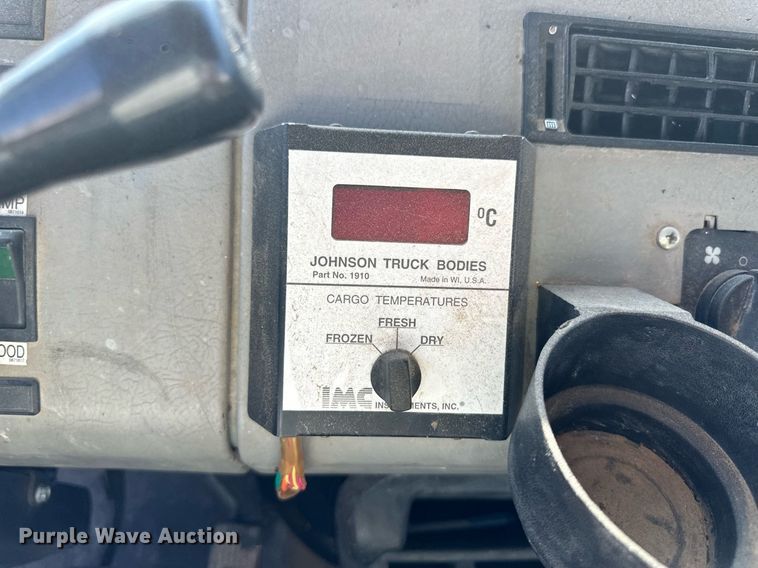 MP
OOD
°C
JOHNSON TRUCK BODIES
Part No. 1910 Made in WI, U.S.A.
CARGO TEMPERATURES
FRESH
FROZEN DRY
IMC INSTRUMENTS, INC.®
Purple Wave Auction